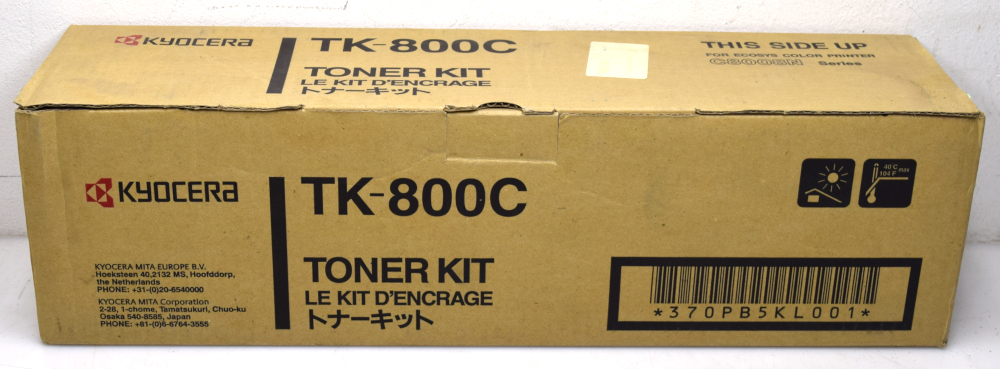 KYOCERA
TK-800C
TONER KIT
LE KIT D'ENCRAGE
トナーキット
THIS SIDE UP
FOR ECOSYS COLOR PRINTER
C8008N Series
KYOCERA
TK-800C
TONER KIT
LE KIT D'ENCRAGE
トナーキット
KYOCERA MITA EUROPE B.V.
Hoeksteen 40,2132 MS, Hoofddorp,
the Netherlands
PHONE: +31-(0)20-6540000
KYOCERA MITA Corporation
2-28, 1-chome, Tamatsukuri, Chuo-ku
Osaka 540-8585, Japan
PHONE: +81-(0)6-6764-3555
40°C
104°F max
*370PB5KL001*